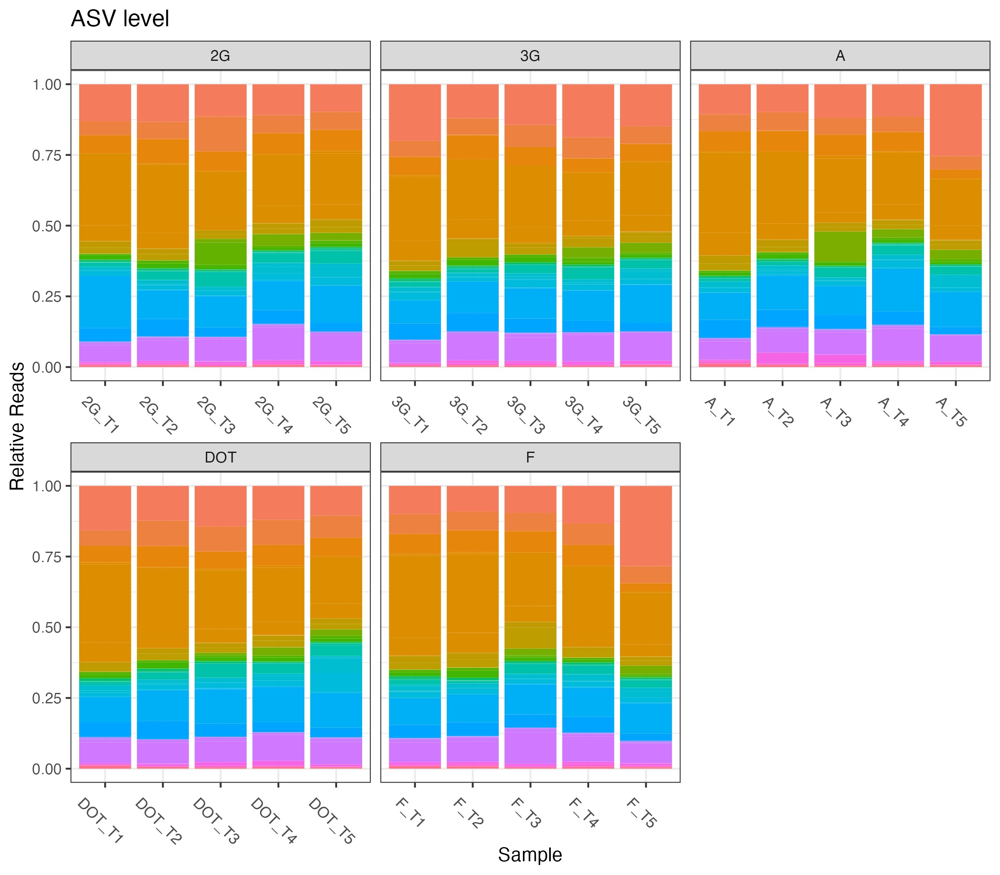 ASV level
2G
3G
A
1.00
0.75
0.50
0.25
0.00
2G_T1
2G_T2
2G_T3
2G_T4
2G_T5
3G_T1
3G_T2
3G_T3
3G_T4
3G_T5
A_T1
A_T2
A_T3
A_T4
A_T5
Relative Reads
DOT
F
1.00
0.75
0.50
0.25
0.00
DOT_T1
DOT_T2
DOT_T3
DOT_T4
DOT_T5
F_T1
F_T2
F_T3
F_T4
F_T5
Sample